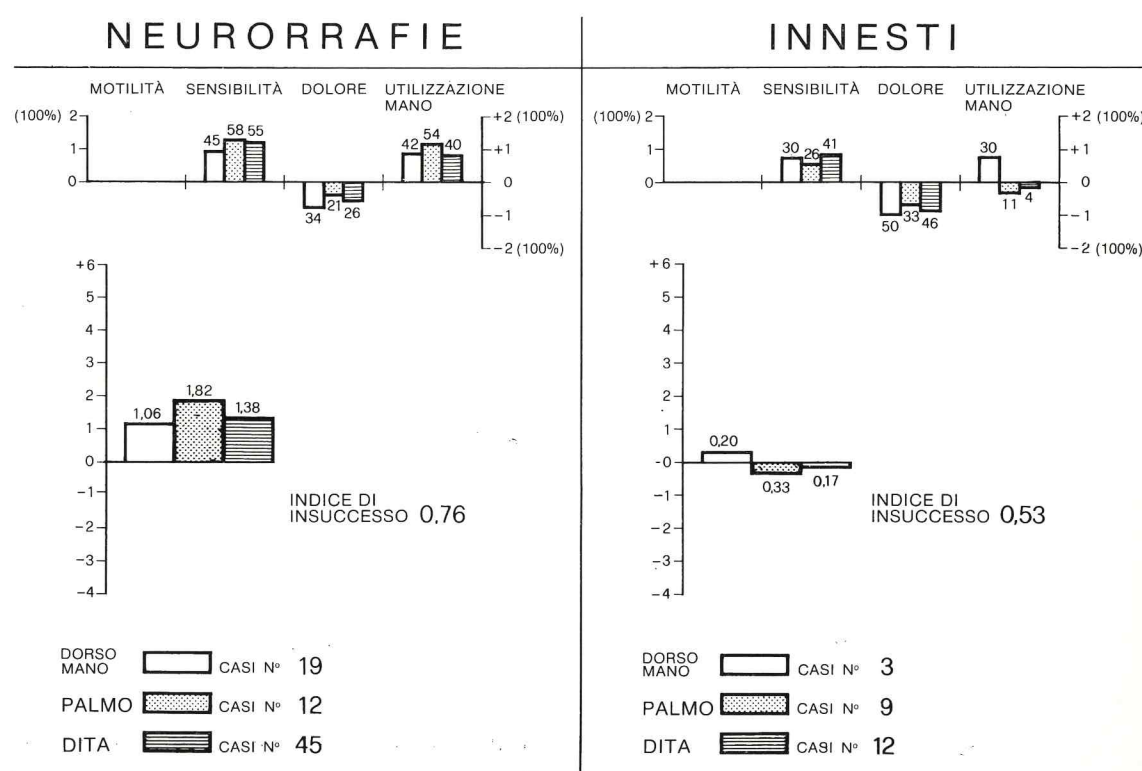 NEURORRAFIE
MOTILITÀ SENSIBILITÀ DOLORE UTILIZZAZIONE MANO
(100%) 2
1
0
+2 (100%)
+1
0
-1
-2 (100%)
45 58 55
34 21 26
42 54 40
+6
5
4
3
2
1
0
-1
-2
-3
-4
1,06 1,82 1,38
INDICE DI
INSUCCESSO 0,76
DORSO
MANO CASI Nº 19
PALMO CASI Nº 12
DITA CASI Nº 45
INNESTI
MOTILITÀ SENSIBILITÀ DOLORE UTILIZZAZIONE
MANO
(100%) 2
1
0
+2 (100%)
+1
0
-1
-2 (100%)
30 26 41
50 33 46
30 11 4
+6
5
4
3
2
1
-0
-1
-2
-3
-4
0,20 0,33 0,17
INDICE DI
INSUCCESSO 0,53
DORSO
MANO CASI Nº 3
PALMO CASI Nº 9
DITA CASI Nº 12